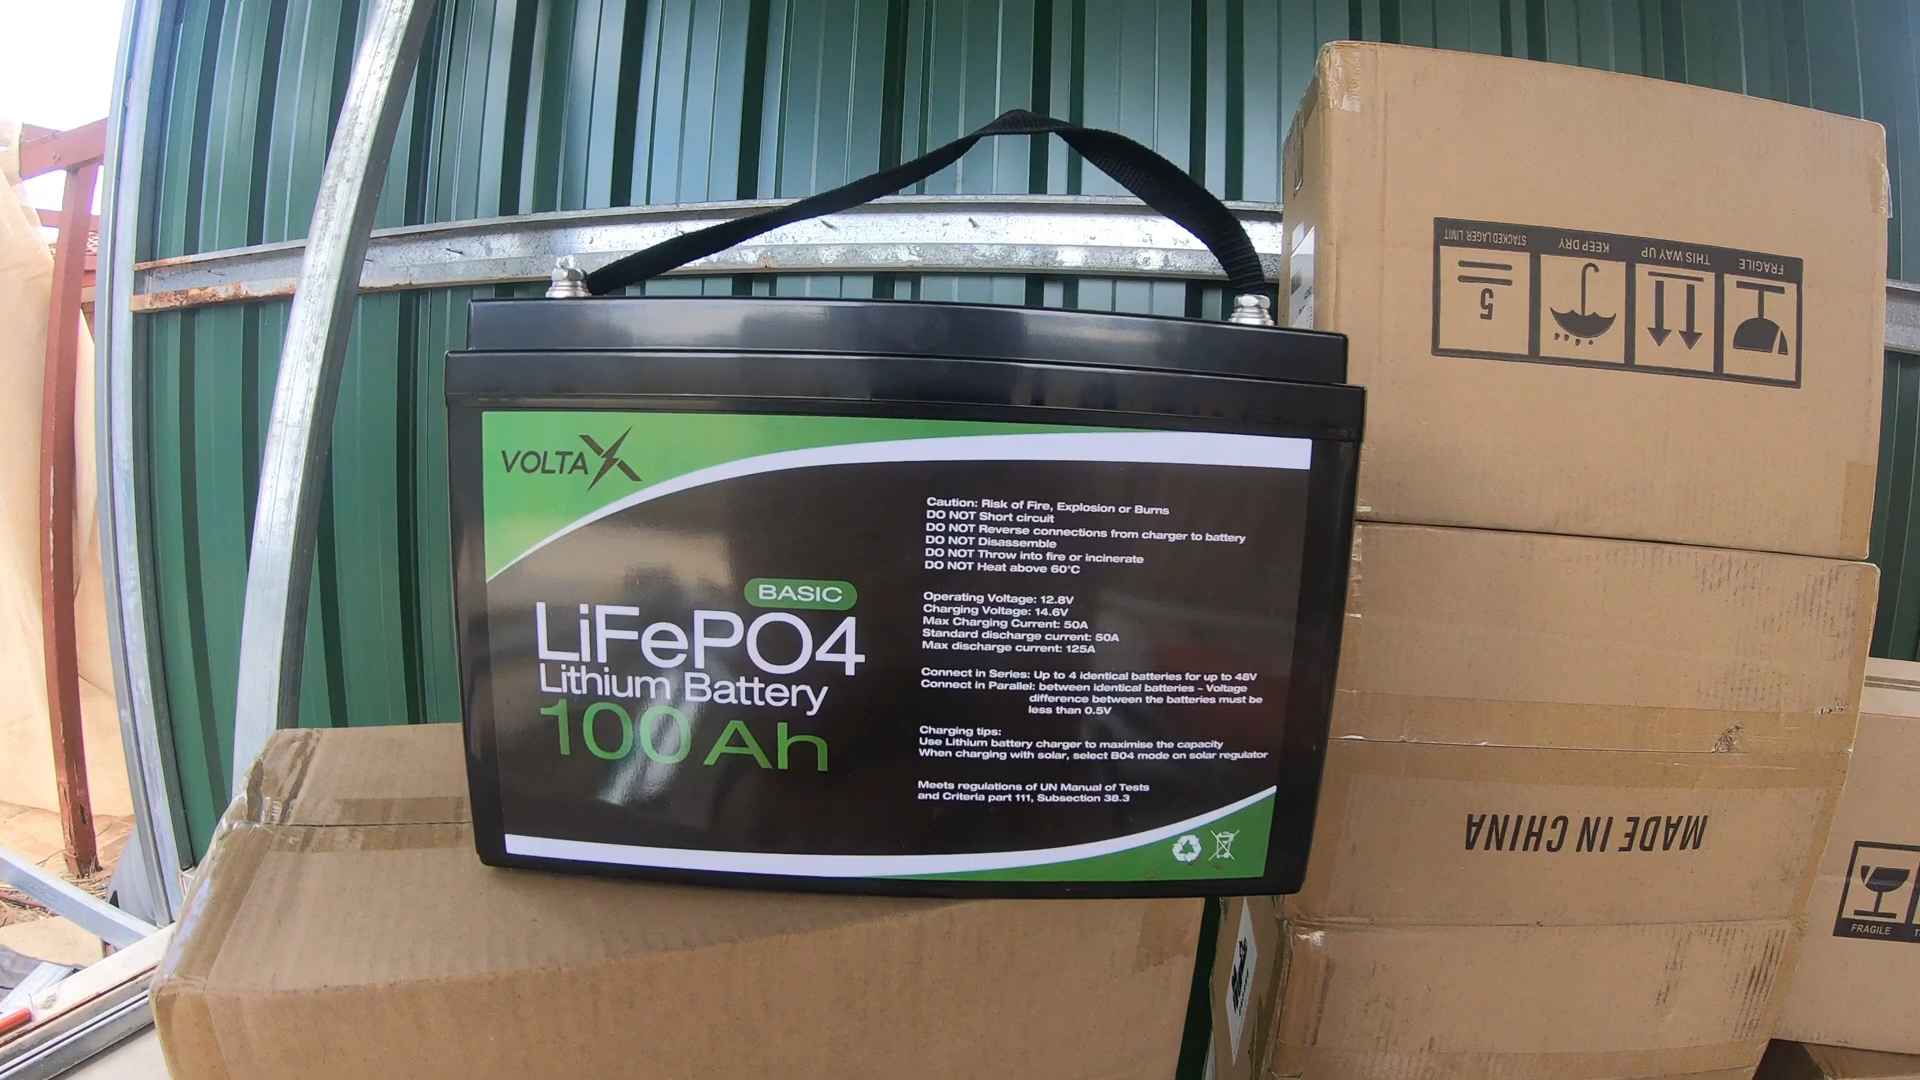 VOLTAX
BASIC
LiFePO4
Lithium Battery
100Ah
Caution: Risk of Fire, Explosion or Burns
DO NOT Short circuit
DO NOT Reverse connections from charger to battery
DO NOT Disassemble
DO NOT Throw into fire or incinerate
DO NOT Heat above 60°C
Operating Voltage: 12.8V
Charging Voltage: 14.6V
Max Charging Current: 50A
Standard discharge current: 50A
Max discharge current: 125A
Connect in Series: Up to 4 identical batteries for up to 48V
Connect in Parallel: between identical batteries - Voltage
difference between the batteries must be
less than 0.5V
Charging tips:
Use Lithium battery charger to maximise the capacity
When charging with solar, select B04 mode on solar regulator
Meets regulations of UN Manual of Tests
and Criteria part 111, Subsection 38.3
FRAGILE
THIS WAY UP
KEEP DRY
STACKED LAGER LIMIT
5
MADE IN CHINA
FRAGILE